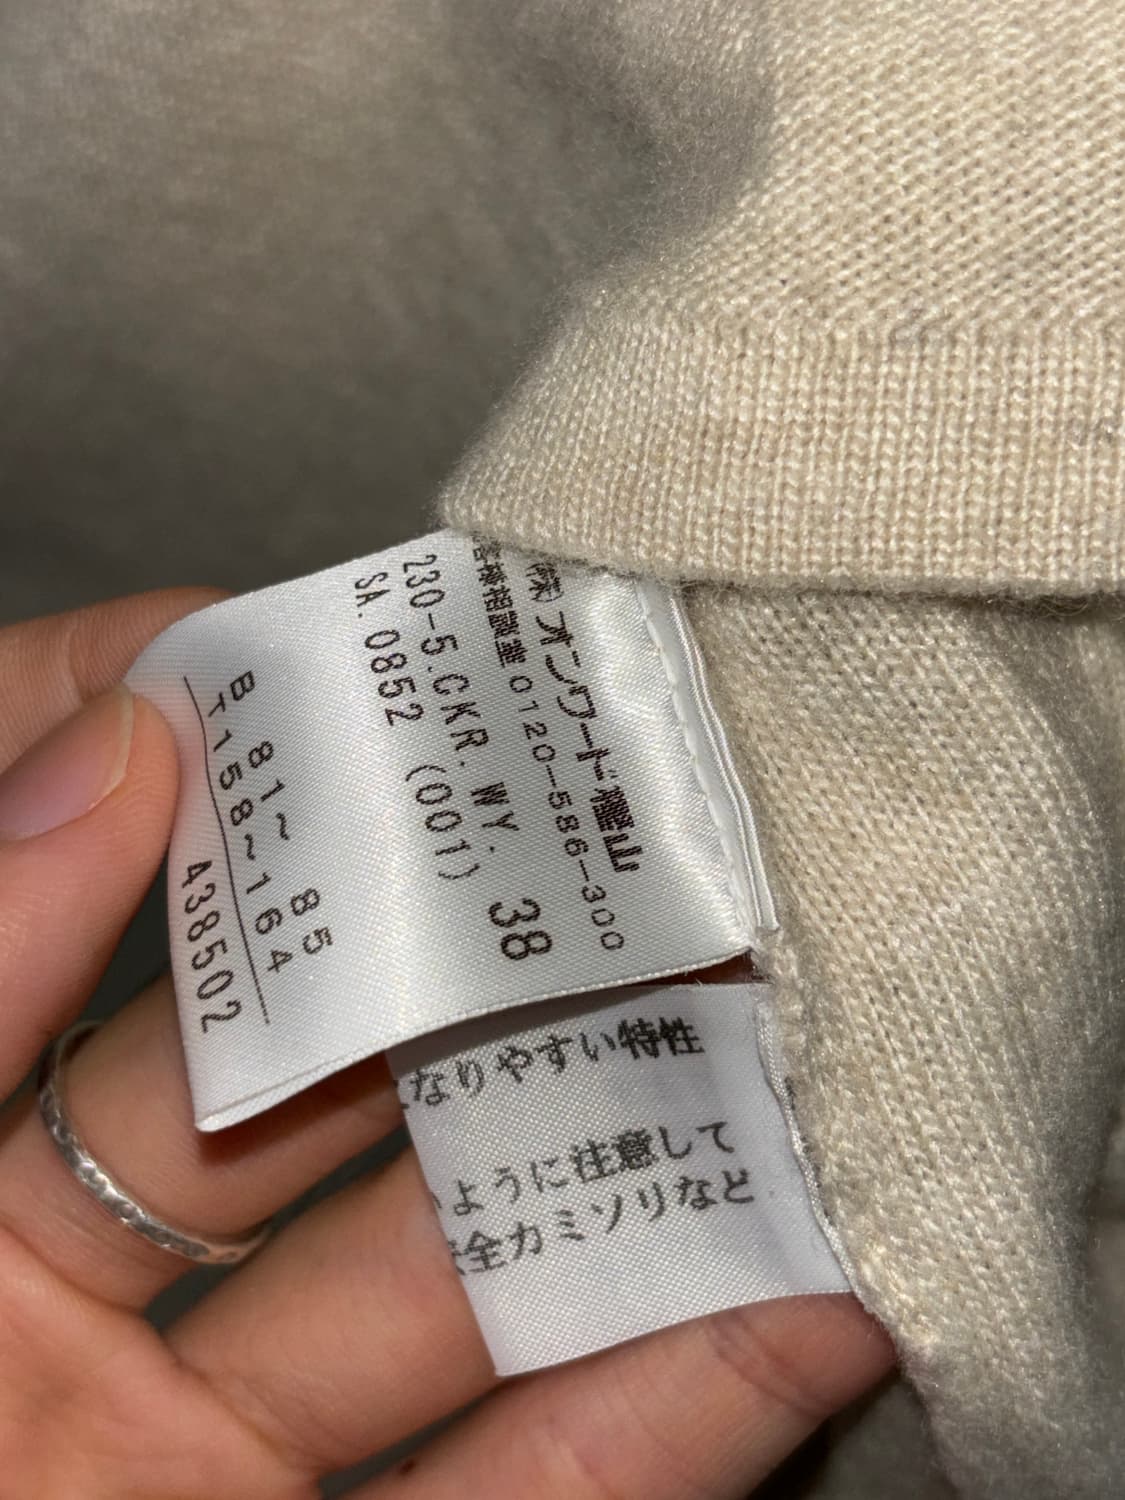 ㈱オンワード樫山
客様相談室 0120-586-300
230-5.CKR.WY. 38
SA.0852 (001)
B 81~ 85
T158~164
438502
なりやすい特性
ように注意して
全カミソリなど